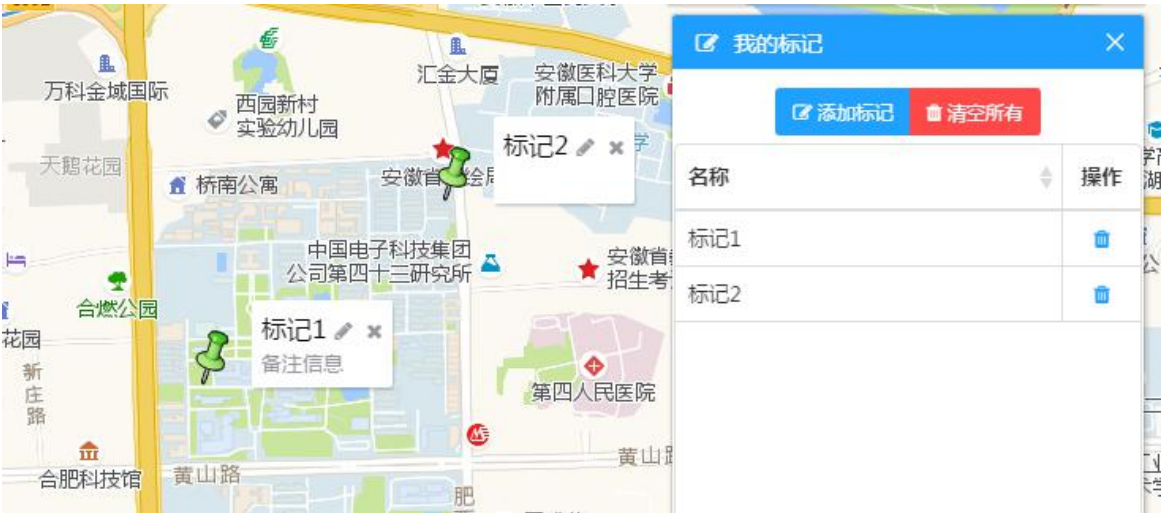 汇金大厦
安徽医科大学
附属口腔医院
万科金域国际
西园新村
实验幼儿园
标记2
天鹅花园
桥南公寓
安徽省
绘局
中国电子科技集团
公司第四十三研究所
安徽省
招生考
合燃公园
花园
标记1
备注信息
新
庄
路
第四人民医院
黄山路
黄山
合肥科技馆
肥
我的标记
添加标记
清空所有
名称
操作
标记1
标记2